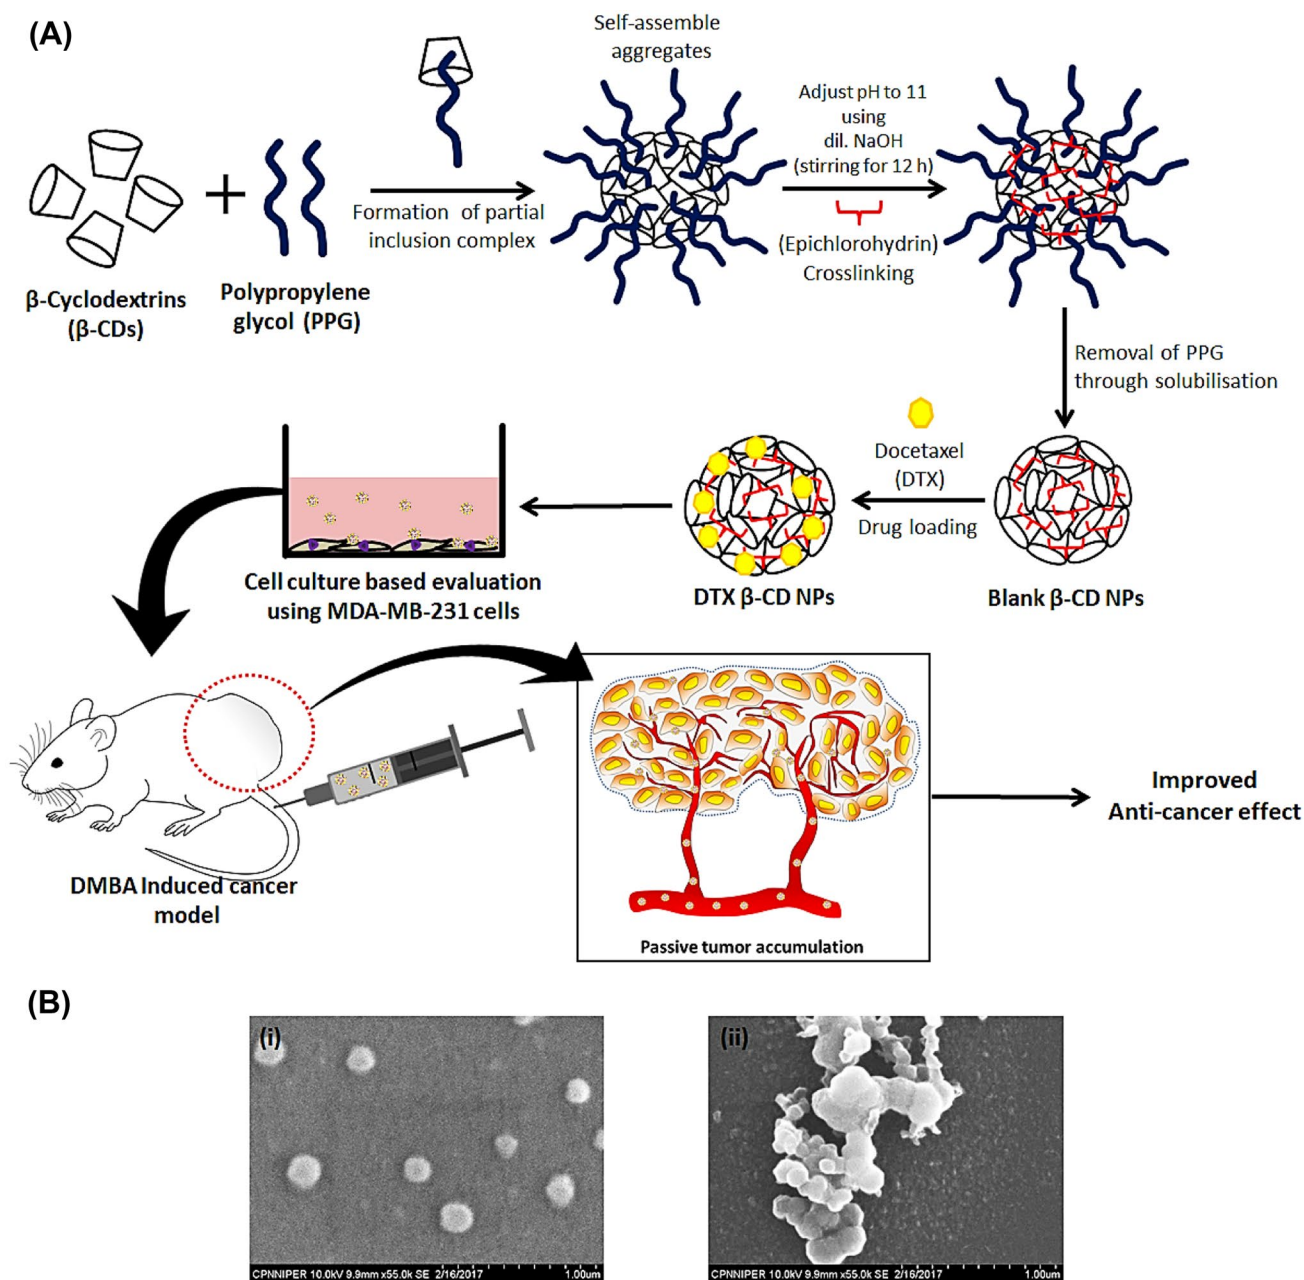 (A)
β-Cyclodextrins
(β-CDs)
Polypropylene
glycol (PPG)
Formation of partial
inclusion complex
Self-assemble
aggregates
Adjust pH to 11
using
dil. NaOH
(stirring for 12 h)
(Epichlorohydrin)
Crosslinking
Removal of PPG
through solubilisation
Blank β-CD NPs
Docetaxel
(DTX)
Drug loading
DTX β-CD NPs
Cell culture based evaluation
using MDA-MB-231 cells
DMBA Induced cancer
model
Passive tumor accumulation
Improved
Anti-cancer effect
(B)
(i)
CPNNIPER 10.0kV 9.9mm x55.0k SE 2/16/2017 1.00um
(ii)
CPNNIPER 10.0kV 9.9mm x55.0k SE 2/16/2017 1.00um